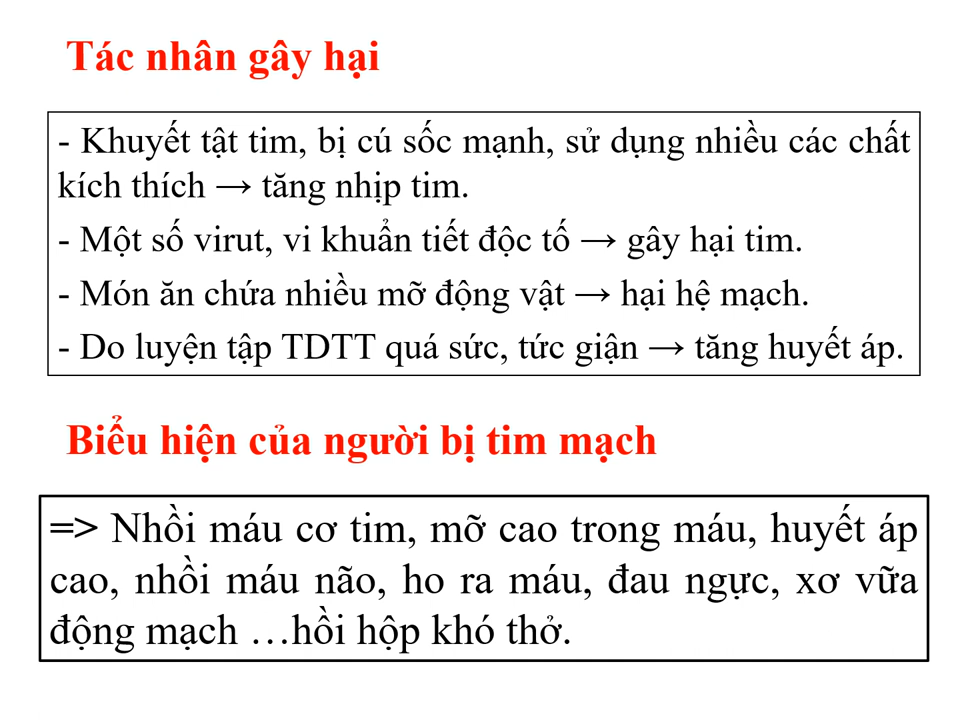 Tác nhân gây hại
- Khuyết tật tim, bị cú sốc mạnh, sử dụng nhiều các chất
kích thích → tăng nhịp tim.
- Một số virut, vi khuẩn tiết độc tố → gây hại tim.
- Món ăn chứa nhiều mỡ động vật → hại hệ mạch.
- Do luyện tập TDTT quá sức, tức giận → tăng huyết áp.
Biểu hiện của người bị tim mạch
=> Nhồi máu cơ tim, mỡ cao trong máu, huyết áp
cao, nhồi máu não, ho ra máu, đau ngực, xơ vữa
động mạch …hồi hộp khó thở.